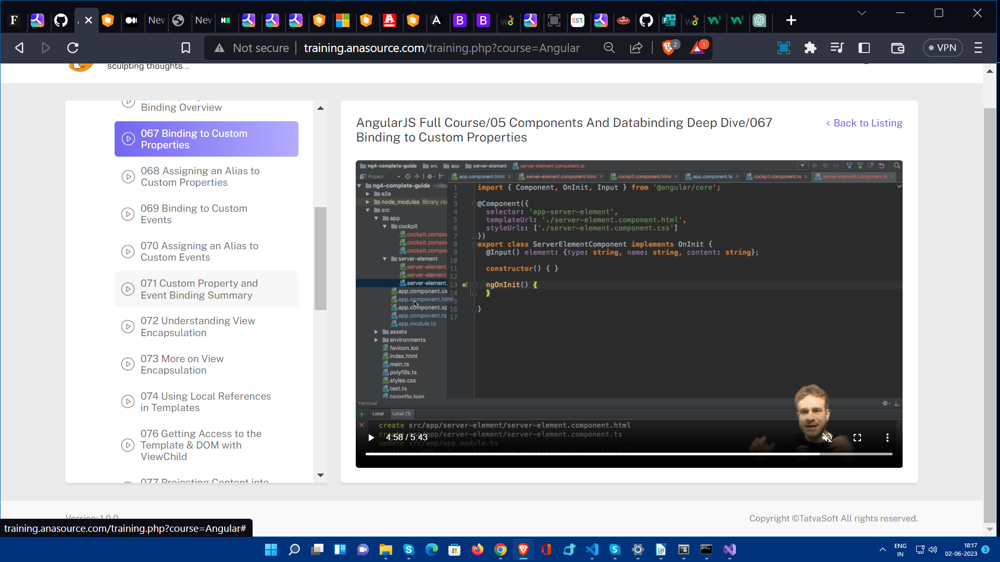 New
New
SST
Not secure
training.anasource.com/training.php?course=Angular
2
1
VPN
sculpting thoughts...
Binding Overview
067 Binding to Custom
Properties
068 Assigning an Alias to
Custom Properties
069 Binding to Custom
Events
070 Assigning an Alias to
Custom Events
071 Custom Property and
Event Binding Summary
072 Understanding View
Encapsulation
073 More on View
Encapsulation
074 Using Local References
in Templates
076 Getting Access to the
Template & DOM with
ViewChild
077 Projecting Content into
AngularJS Full Course/05 Components And Databinding Deep Dive/067
Binding to Custom Properties
‹ Back to Listing
ng4-complete-guide src app server-element server-element.component.ts
Project
app.component.html server-element.component.html cockpit.component.html app.component.ts cockpit.component.ts server-element.component.ts
ng4-complete-guide ~/dev
e2e
node_modules library roo
src
app
cockpit
cockpit.compor
cockpit.compor
cockpit.compor
server-element
server-element.
server-element.
server-element.
app.component.cs
app.component.html
app.component.sp
app.component.ts
app.module.ts
assets
environments
favicon.ico
index.html
main.ts
polyfills.ts
styles.css
test.ts
tsconfig.json
1 import { Component, OnInit, Input } from '@angular/core';
2
3 @Component({
4 selector: 'app-server-element',
5 templateUrl: './server-element.component.html',
6 styleUrls: ['./server-element.component.css']
7 })
8 export class ServerElementComponent implements OnInit {
9 @Input() element: {type: string, name: string, content: string};
10
11 constructor() { }
12
13 ngOnInit() {
14 }
5
16 }
17
Terminal
Local Local (1)
create src/app/server-element/server-element.component.html
create src/app/server-element/server-element.component.ts
update src/app/app.module.ts
4:58 / 5:43
Version: 1.0.0
Copyright ©TatvaSoft All rights reserved.
training.anasource.com/training.php?course=Angular#
ENG
IN
18:17
02-06-2023
3